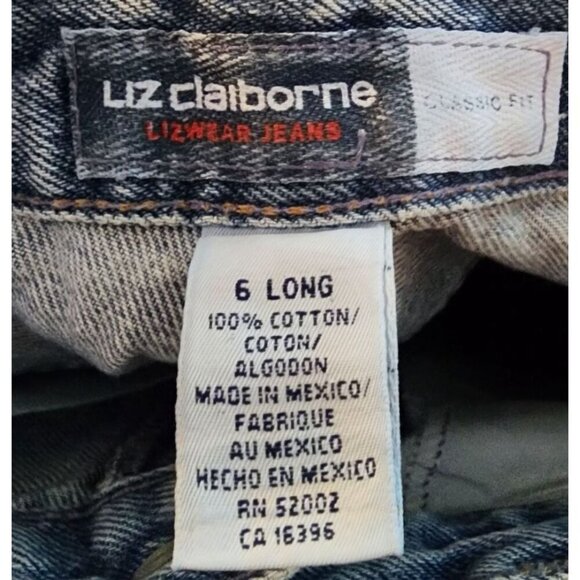 Liz claiborne
LIZWEAR JEANS
CLASSIC FIT
6 LONG
100% COTTON/
COTON/
ALGODON
MADE IN MEXICO/
FABRIQUE
AU MEXICO
HECHO EN MEXICO
RN 52002
CA 16396